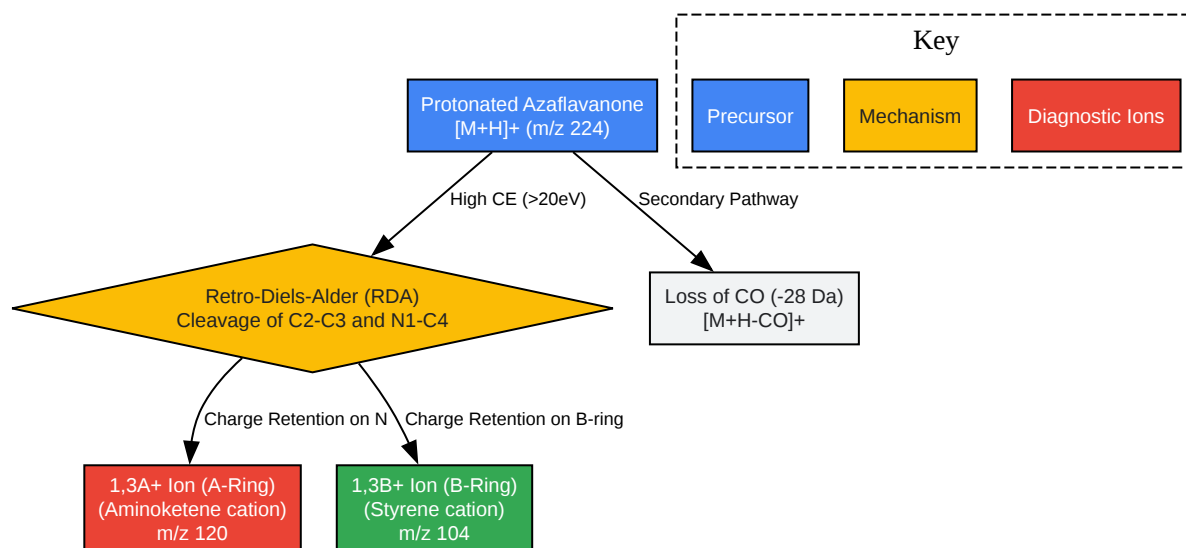 Key
Protonated Azaflavanone
[M+H]+ (m/z 224)
Precursor
Mechanism
Diagnostic Ions
High CE (>20eV)
Secondary Pathway
Retro-Diels-Alder (RDA)
Cleavage of C2-C3 and N1-C4
Loss of CO (-28 Da)
[M+H-CO]+
Charge Retention on N
Charge Retention on B-ring
1,3A+ Ion (A-Ring)
(Aminoketene cation)
m/z 120
1,3B+ Ion (B-Ring)
(Styrene cation)
m/z 104